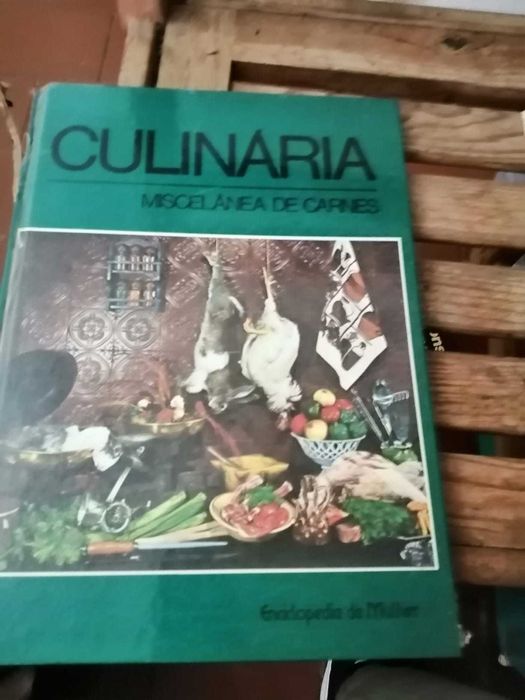 CULINÁRIA
MISCELÂNEA DE CARNES
Enciclopédia da Mulher